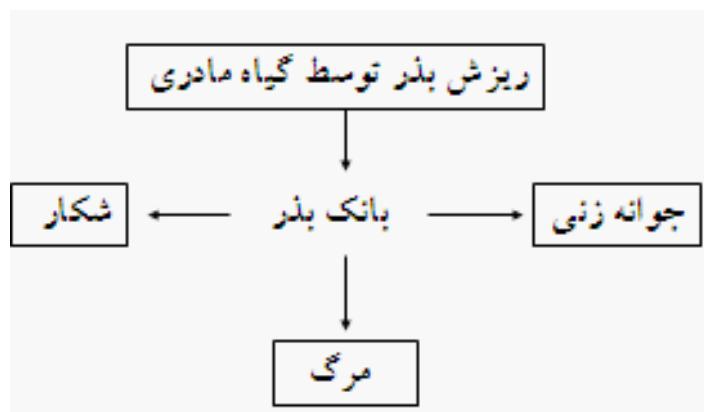 ریزش بذر توسط گیاه مادری
جوانه زنی
بانک بذر
شکار
مرگ